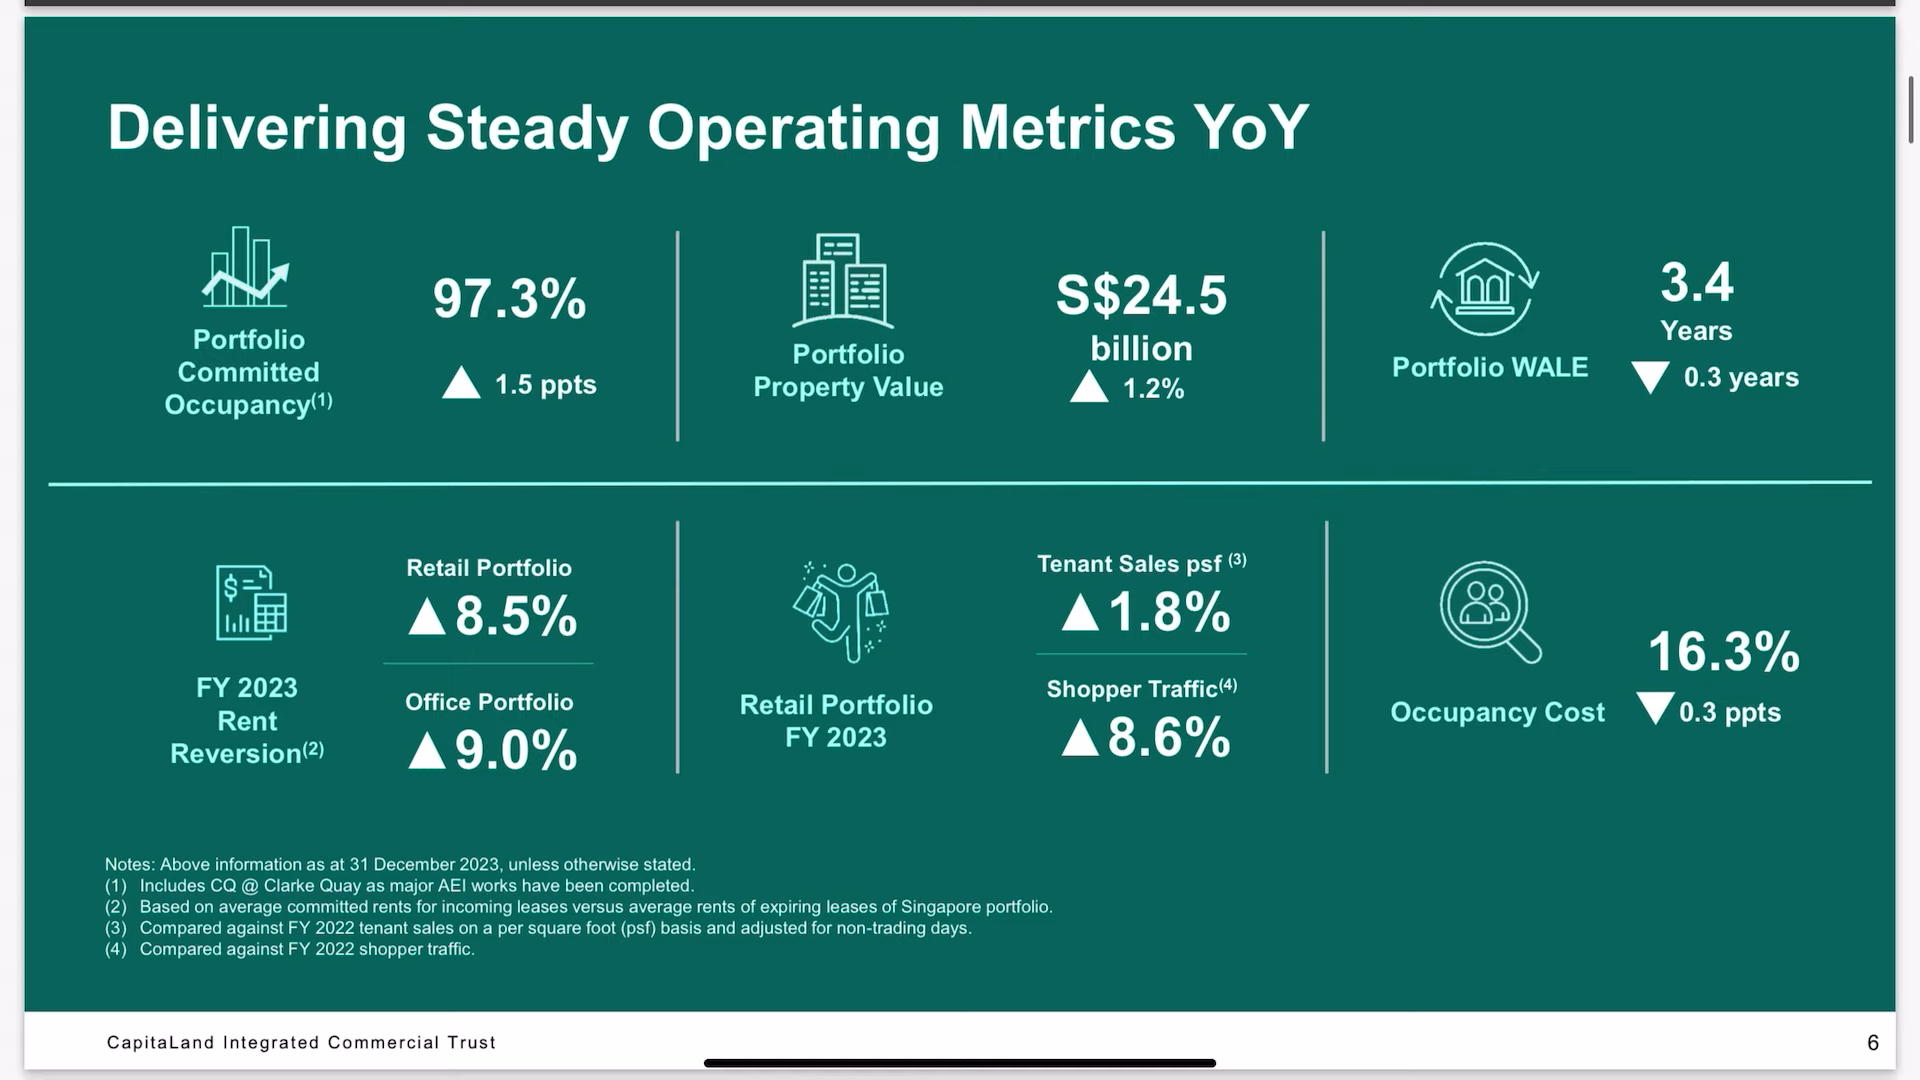 Delivering Steady Operating Metrics YoY
Portfolio
Committed
Occupancy(1)
97.3%
▲ 1.5 ppts
Portfolio
Property Value
S$24.5
billion
▲ 1.2%
Portfolio WALE
3.4
Years
▼ 0.3 years
FY 2023
Rent
Reversion(2)
Retail Portfolio
▲8.5%
Office Portfolio
▲9.0%
Retail Portfolio
FY 2023
Tenant Sales psf (3)
▲1.8%
Shopper Traffic(4)
▲8.6%
Occupancy Cost
16.3%
▼0.3 ppts
Notes: Above information as at 31 December 2023, unless otherwise stated.
(1) Includes CQ @ Clarke Quay as major AEI works have been completed.
(2) Based on average committed rents for incoming leases versus average rents of expiring leases of Singapore portfolio.
(3) Compared against FY 2022 tenant sales on a per square foot (psf) basis and adjusted for non-trading days.
(4) Compared against FY 2022 shopper traffic.
CapitaLand Integrated Commercial Trust
6